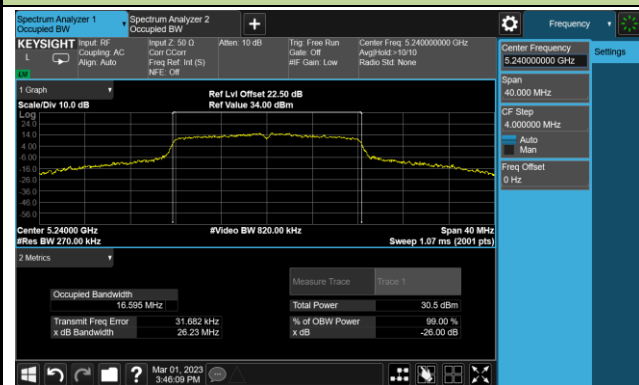 Spectrum Analyzer 1
Occupied BW
Spectrum Analyzer 2
Occupied BW
+
Frequency
KEYSIGHT
L
Input: RF
Coupling: AC
Align: Auto
Input Z: 50 Ω
Corr CCorr
Freq Ref: Int (S)
NFE: Off
Atten: 10 dB
Trig: Free Run
Gate: Off
#IF Gain: Low
Center Freq: 5.240000000 GHz
Avg|Hold:>10/10
Radio Std: None
Center Frequency
5.240000000 GHz
Settings
Span
40.000 MHz
CF Step
4.000000 MHz
Auto
Man
Freq Offset
0 Hz
1 Graph
Scale/Div 10.0 dB
Ref Lvl Offset 22.50 dB
Ref Value 34.00 dBm
Log
24.0
14.0
4.00
-6.00
-16.0
-26.0
-36.0
-46.0
-56.0
Center 5.24000 GHz
#Res BW 270.00 kHz
#Video BW 820.00 kHz
Span 40 MHz
Sweep 1.07 ms (2001 pts)
2 Metrics
Measure Trace
Trace 1
Occupied Bandwidth
16.595 MHz
Total Power
30.5 dBm
Transmit Freq Error
31.682 kHz
% of OBW Power
99.00 %
x dB Bandwidth
26.23 MHz
x dB
-26.00 dB
?
Mar 01, 2023
3:46:09 PM